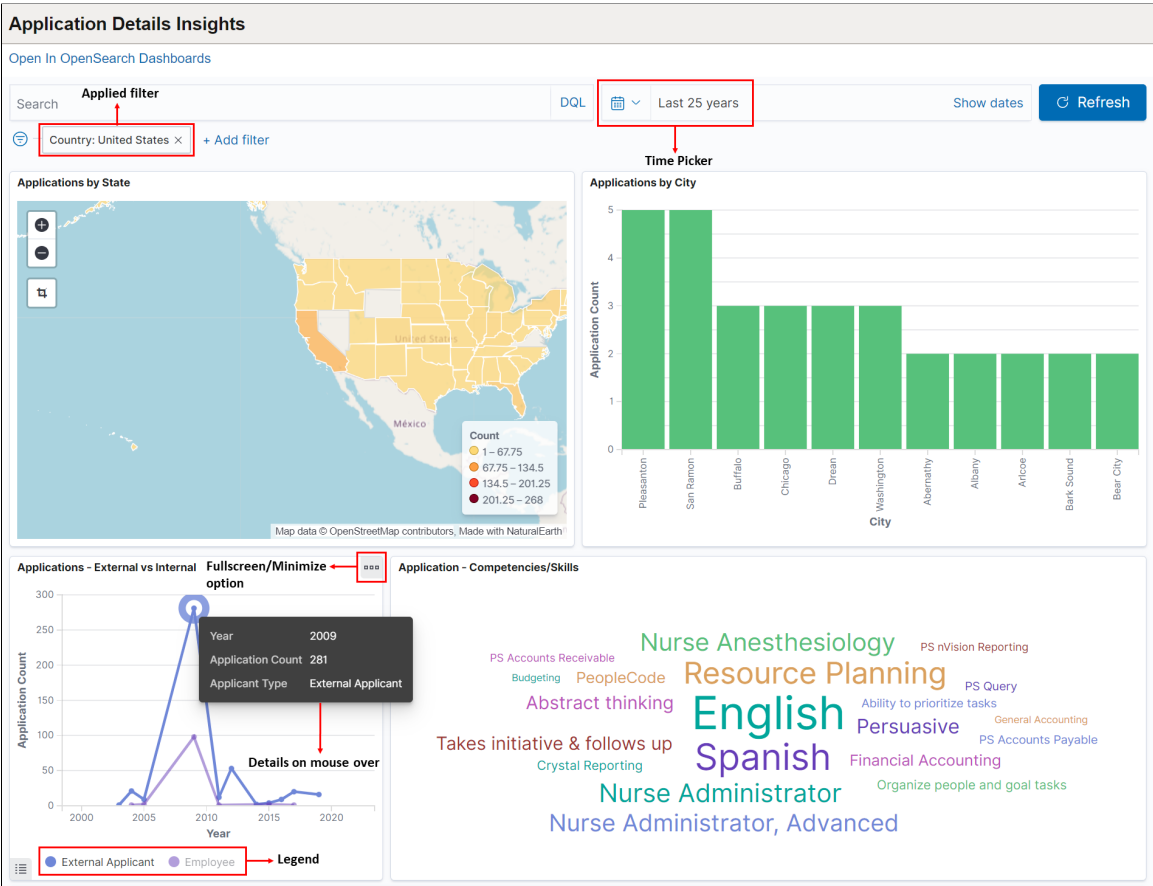 Application Details Insights
Open In OpenSearch Dashboards
Applied filter
Search
DQL
Last 25 years
Show dates
Refresh
Country: United States ×
+ Add filter
Time Picker
Applications by State
United States
México
Count
1 – 67.75
67.75 – 134.5
134.5 – 201.25
201.25 – 268
Map data © OpenStreetMap contributors, Made with NaturalEarth
Applications by City
Application Count
5
4
3
2
1
0
Pleasanton
San Ramon
Buffalo
Chicago
Drean
Washington
Abernathy
Albany
Arlcoe
Bark Sound
Bear City
City
Applications - External vs Internal
Fullscreen/Minimize
option
Application Count
300
250
200
150
100
50
0
2000
2005
2010
2015
2020
Year
Year 2009
Application Count 281
Applicant Type External Applicant
Details on mouse over
External Applicant
Employee
Legend
Application - Competencies/Skills
Nurse Anesthesiology
PS nVision Reporting
PS Accounts Receivable
Resource Planning
Budgeting
PeopleCode
PS Query
Abstract thinking
English
Ability to prioritize tasks
General Accounting
Persuasive
Takes initiative & follows up
PS Accounts Payable
Spanish
Financial Accounting
Crystal Reporting
Organize people and goal tasks
Nurse Administrator
Nurse Administrator, Advanced